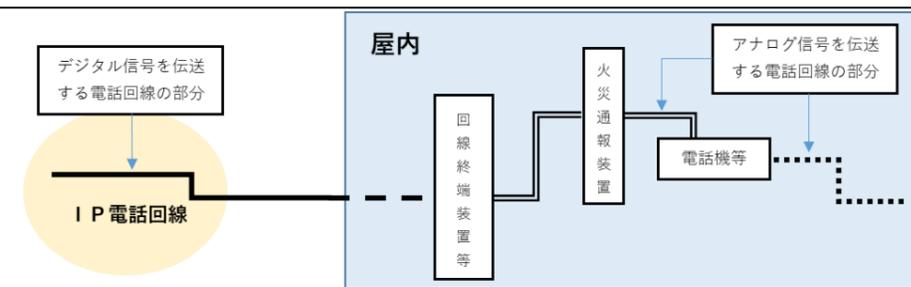 屋内
デジタル信号を伝送
する電話回線の部分
アナログ信号を伝送
する電話回線の部分
ＩＰ電話回線
回線終端装置等
火災通報装置
電話機等